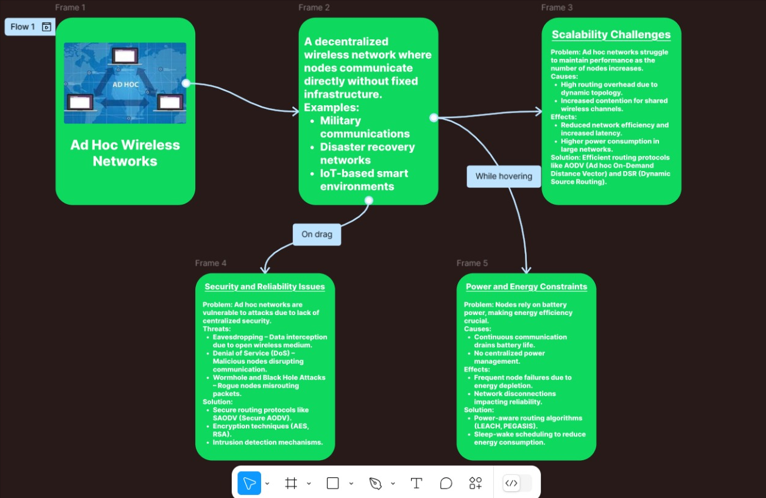 Frame 1
Flow 1
AD HOC
Ad Hoc Wireless
Networks
Frame 2
A decentralized
wireless network where
nodes communicate
directly without fixed
infrastructure.
Examples:
• Military
communications
• Disaster recovery
networks
• IoT-based smart
environments
Frame 3
Scalability Challenges
Problem: Ad hoc networks struggle
to maintain performance as the
number of nodes increases.
Causes:
• High routing overhead due to
dynamic topology.
• Increased contention for shared
wireless channels.
Effects:
• Reduced network efficiency and
increased latency.
• Higher power consumption in
large networks.
Solution: Efficient routing protocols
like AODV (Ad hoc On-Demand
Distance Vector) and DSR (Dynamic
Source Routing).
While hovering
On drag
Frame 4
Security and Reliability Issues
Problem: Ad hoc networks are
vulnerable to attacks due to lack of
centralized security.
Threats:
• Eavesdropping – Data interception
due to open wireless medium.
• Denial of Service (DoS) –
Malicious nodes disrupting
communication.
• Wormhole and Black Hole Attacks
– Rogue nodes misrouting
packets.
Solution:
• Secure routing protocols like
SAODV (Secure AODV).
• Encryption techniques (AES,
RSA).
• Intrusion detection mechanisms.
Frame 5
Power and Energy Constraints
Problem: Nodes rely on battery
power, making energy efficiency
crucial.
Causes:
• Continuous communication
drains battery life.
• No centralized power
management.
Effects:
• Frequent node failures due to
energy depletion.
• Network disconnections
impacting reliability.
Solution:
• Power-aware routing algorithms
(LEACH, PEGASIS).
• Sleep-wake scheduling to reduce
energy consumption.